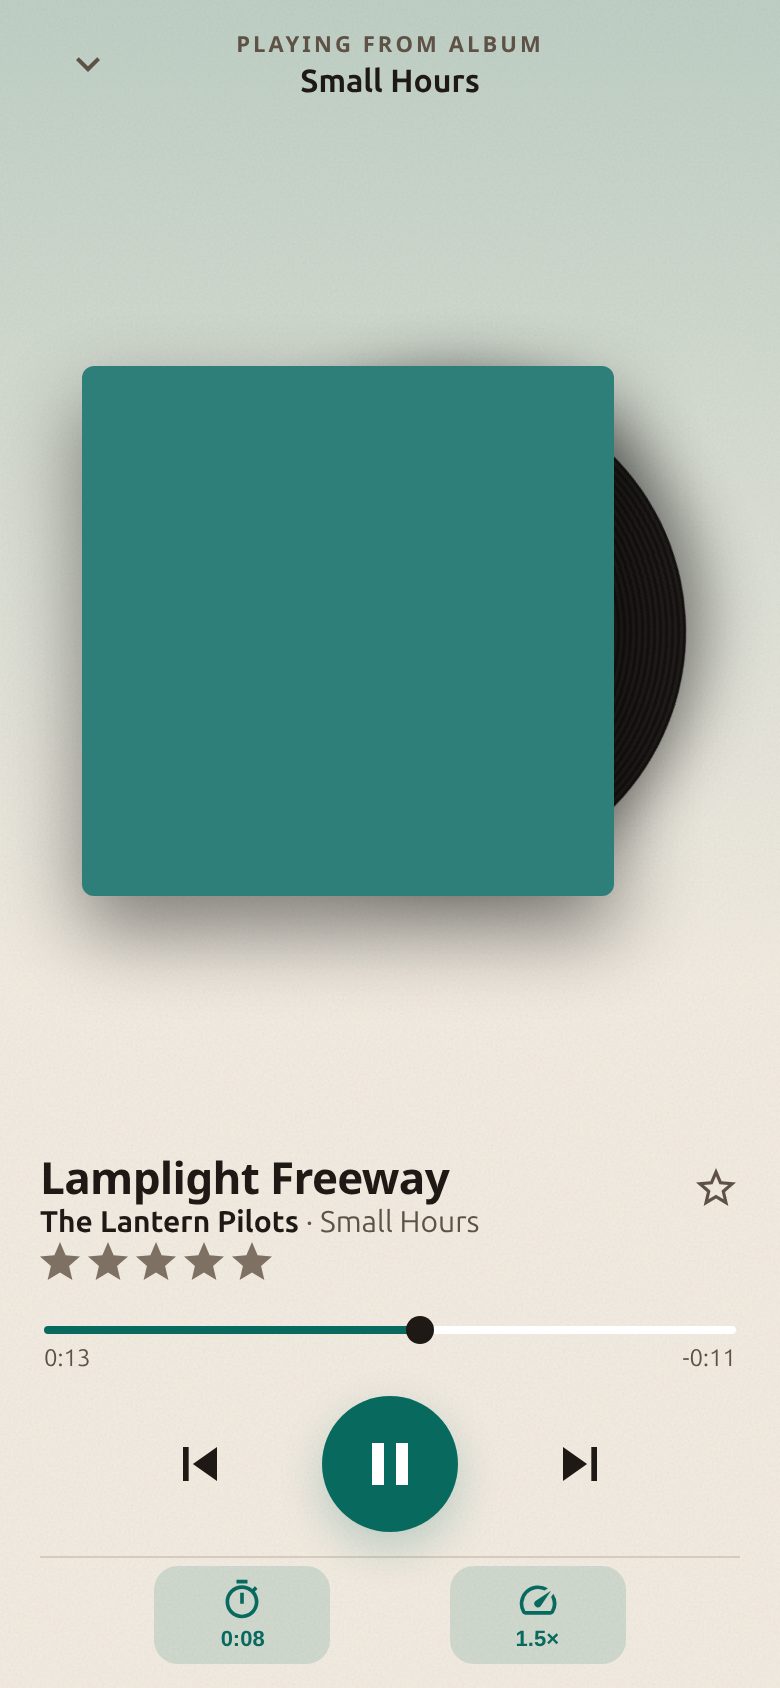 PLAYING FROM ALBUM
Small Hours
Lamplight Freeway
The Lantern Pilots · Small Hours
0:13
-0:11
0:08
1.5×